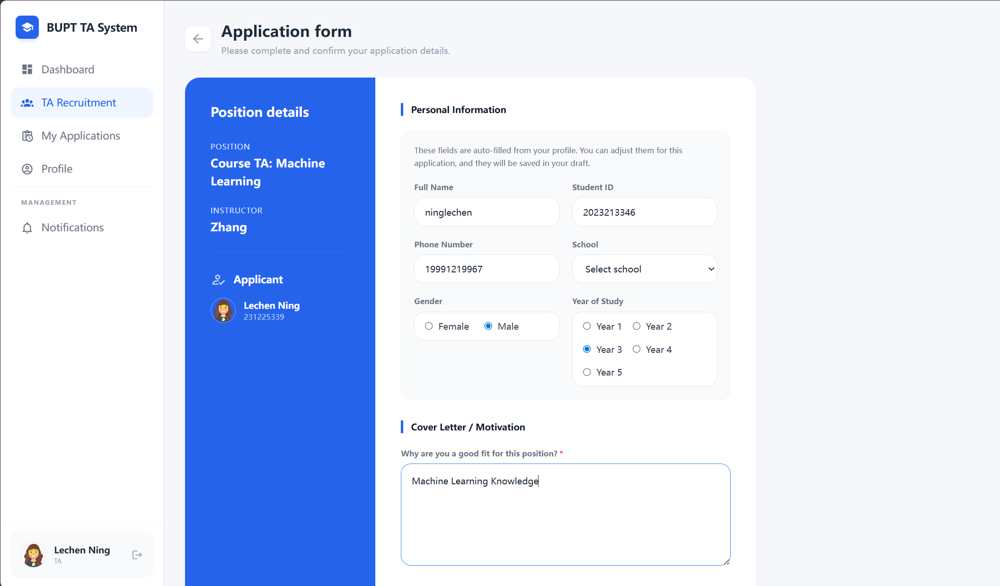 BUPT TA System
Dashboard
TA Recruitment
My Applications
Profile
MANAGEMENT
Notifications
Lechen Ning
TA
Application form
Please complete and confirm your application details.
Position details
POSITION
Course TA: Machine
Learning
INSTRUCTOR
Zhang
Applicant
Lechen Ning
231225339
Personal Information
These fields are auto-filled from your profile. You can adjust them for this
application, and they will be saved in your draft.
Full Name
ninglechen
Student ID
2023213346
Phone Number
19991219967
School
Select school
Gender
Female Male
Year of Study
Year 1 Year 2
Year 3 Year 4
Year 5
Cover Letter / Motivation
Why are you a good fit for this position? *
Machine Learning Knowledge